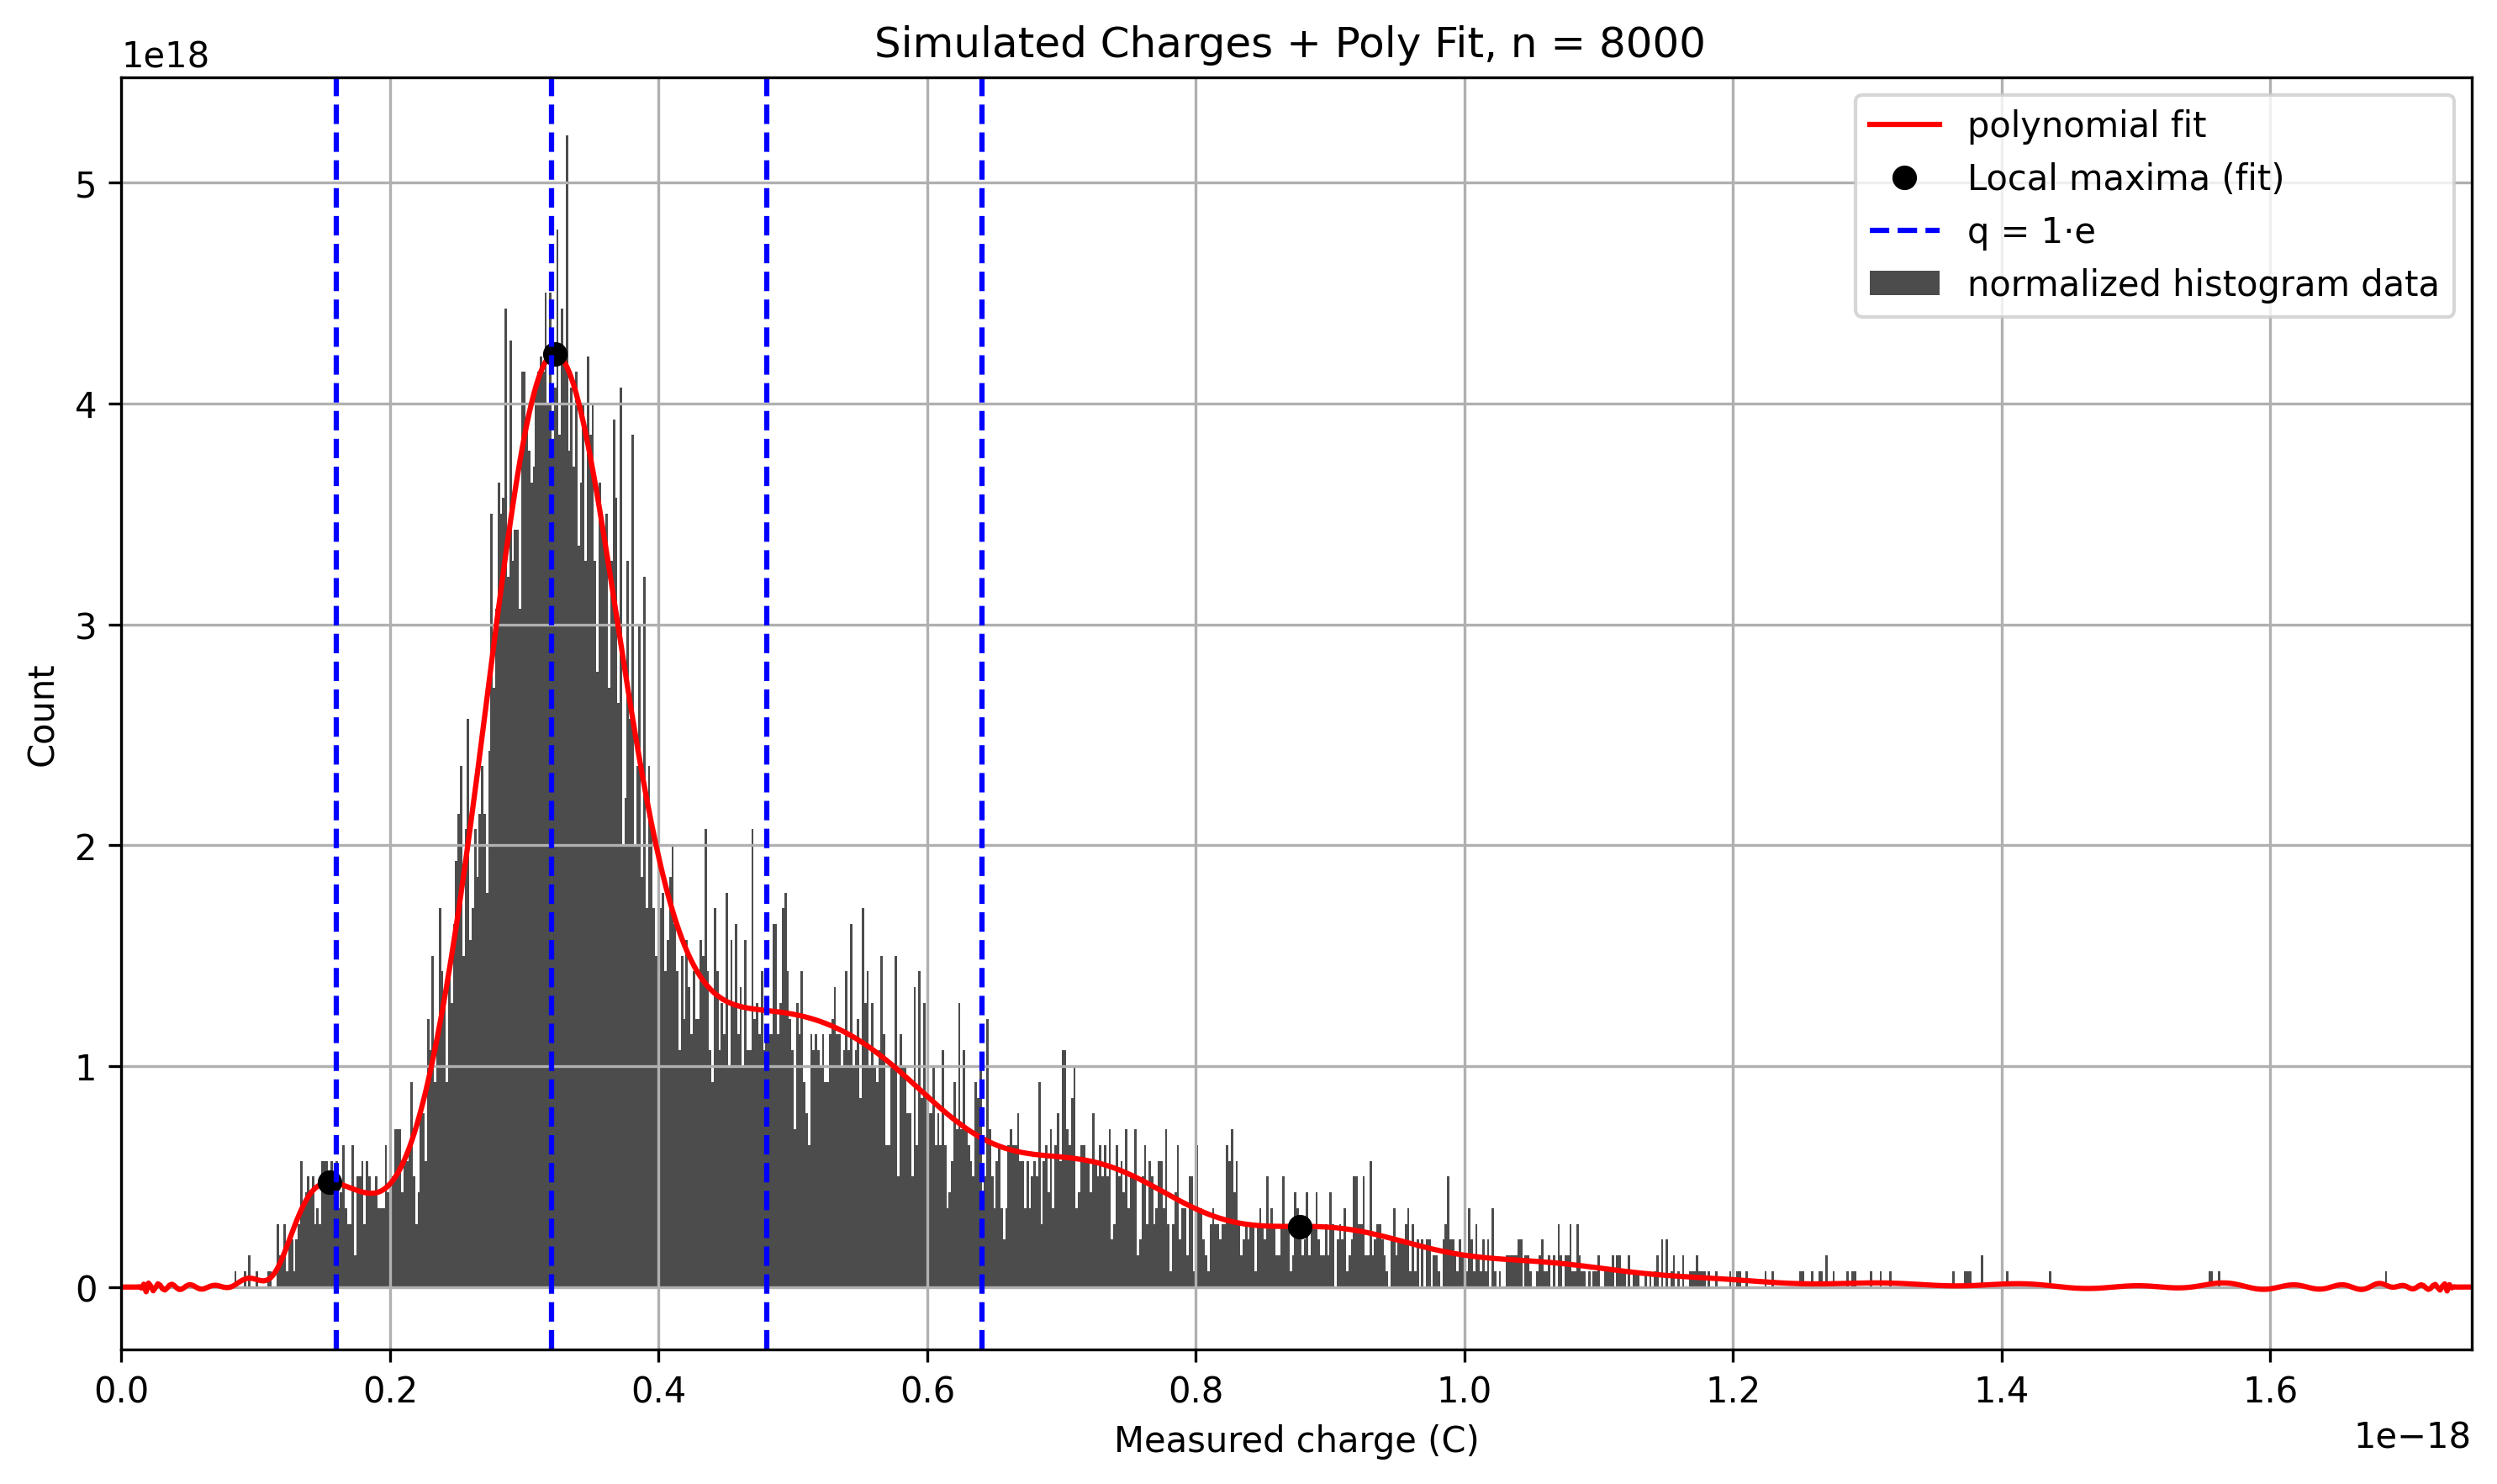 Simulated Charges + Poly Fit, n = 8000
1e18
polynomial fit
Local maxima (fit)
q = 1·e
normalized histogram data
5
4
3
2
1
0
Count
0.0 0.2 0.4 0.6 0.8 1.0 1.2 1.4 1.6
1e−18
Measured charge (C)